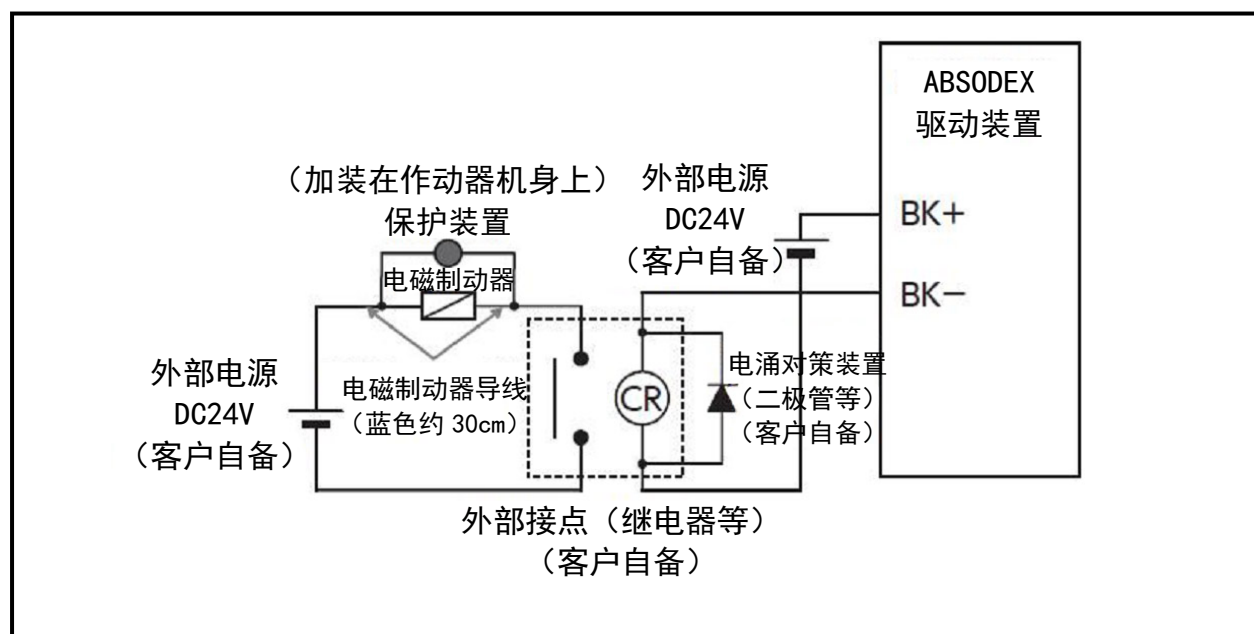 ABSODEX
驱动装置
（加装在作动器机身上）
保护装置
外部电源
DC24V
（客户自备）
BK+
BK−
电磁制动器
外部电源
DC24V
（客户自备）
电磁制动器导线
（蓝色约 30cm）
CR
电涌对策装置
（二极管等）
（客户自备）
外部接点（继电器等）
（客户自备）